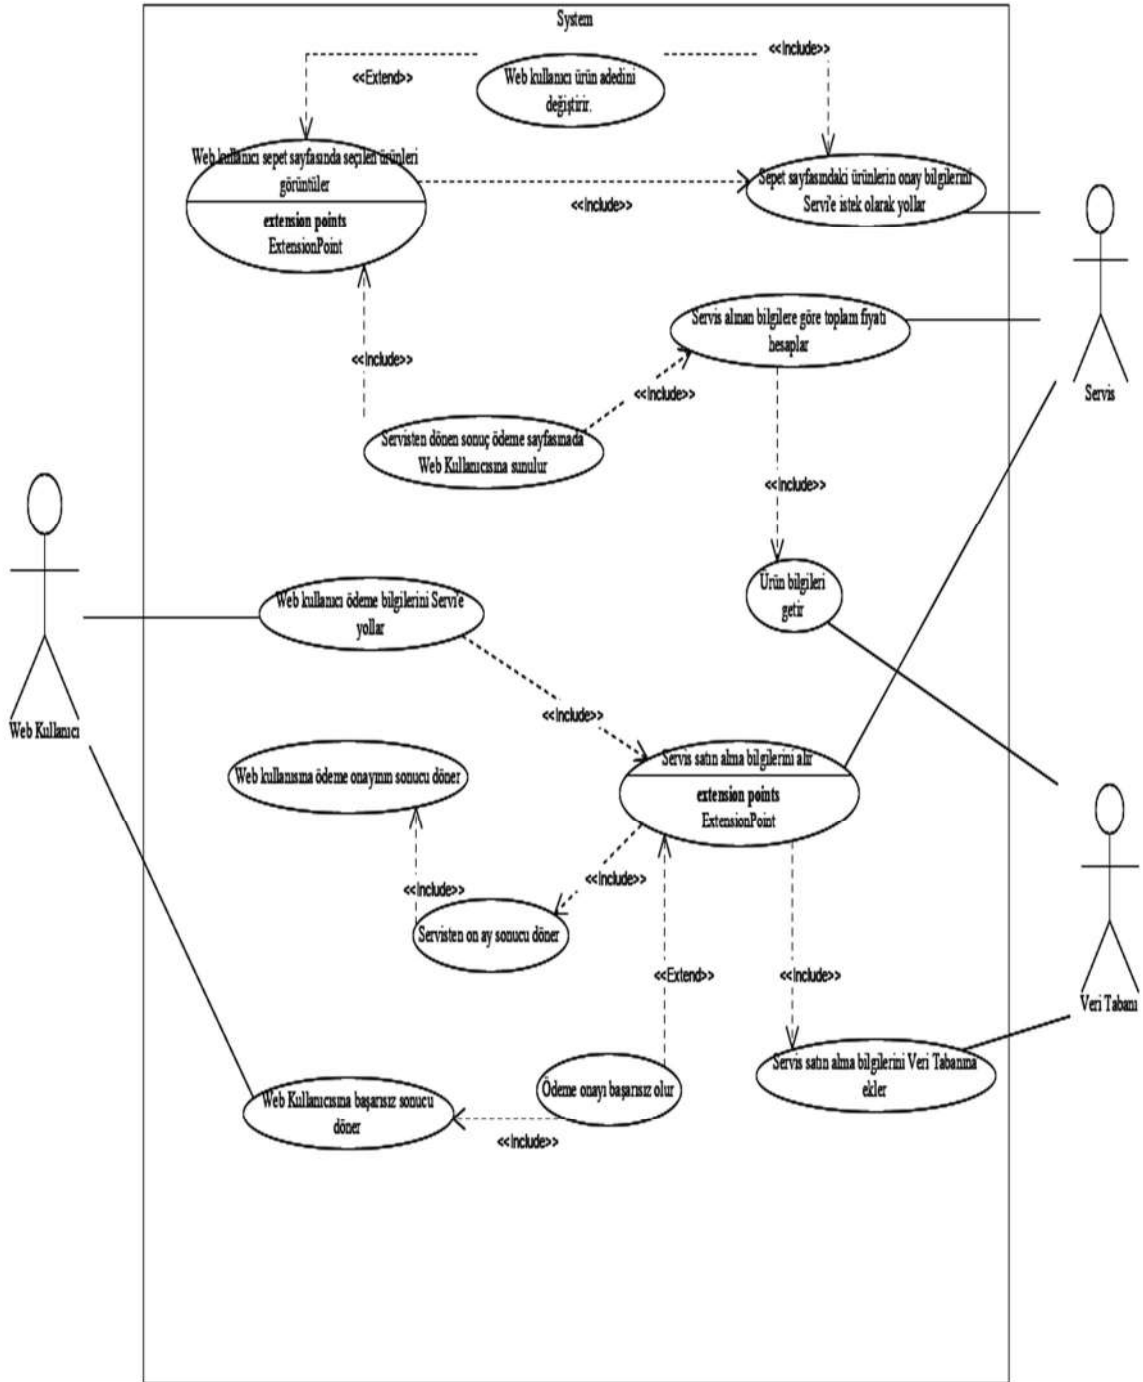 System
<<Include>>
<<Extend>>
Web kullanıcı ürün adedini
değiştirir.
Web kullanıcı sepet sayfasında seçilen ürünleri
görüntüler
extension points
ExtensionPoint
<<Include>>
Sepet sayfasındaki ürünlerin onay bilgilerini
Servi'e istek olarak yollar
Servis alınan bilgilere göre toplam fiyatı
hesaplar
<<Include>>
<<Include>>
Servis
Servisten dönen sonuç ödeme sayfasınada
Web Kullanıcısına sunulur
<<Include>>
Ürün bilgileri
getir
Web kullanıcı ödeme bilgilerini Servi'e
yollar
Web Kullanıcı
<<Include>>
Servis satın alma bilgilerini alır
extension points
ExtensionPoint
Web kullanısına ödeme onayının sonucu döner
<<Include>>
<<Include>>
Servisten on ay sonucu döner
<<Extend>>
<<Include>>
Veri Tabanı
Servis satın alma bilgilerini Veri Tabanına
ekler
Ödeme onayı başarısız olur
Web Kullanıcısına başarısız sonucu
döner
<<Include>>